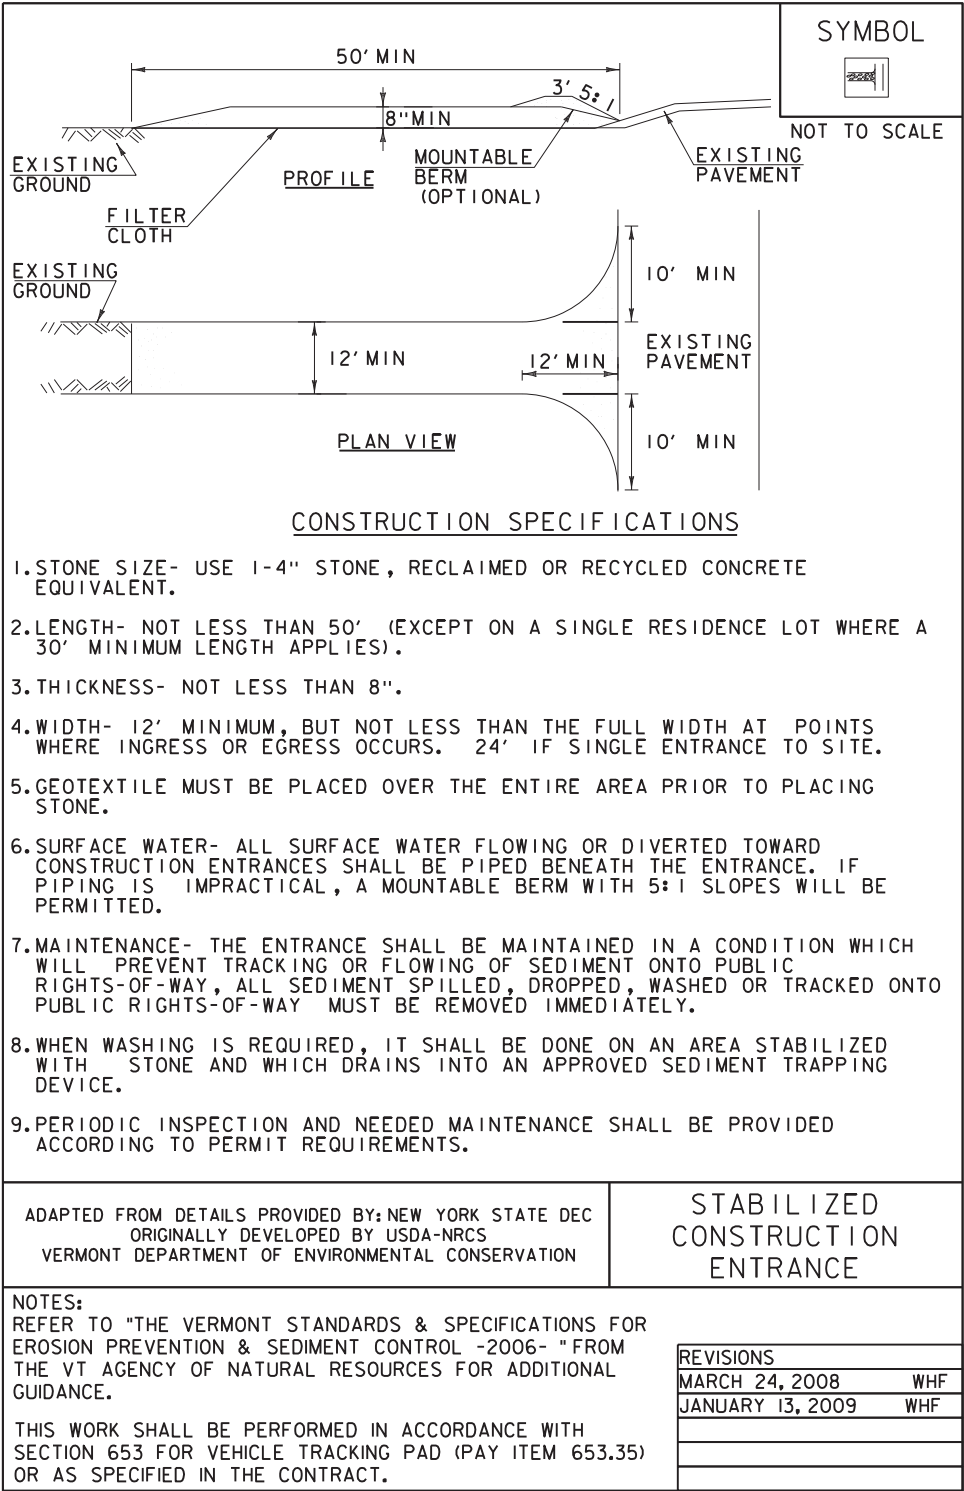 SYMBOL
NOT TO SCALE
50' MIN
3' 5:1
8" MIN
EXISTING
GROUND
PROFILE
MOUNTABLE
BERM
(OPTIONAL)
EXISTING
PAVEMENT
FILTER
CLOTH
EXISTING
GROUND
10' MIN
12' MIN
12' MIN
EXISTING
PAVEMENT
10' MIN
PLAN VIEW
CONSTRUCTION SPECIFICATIONS
1. STONE SIZE- USE 1-4" STONE, RECLAIMED OR RECYCLED CONCRETE
EQUIVALENT.
2. LENGTH- NOT LESS THAN 50' (EXCEPT ON A SINGLE RESIDENCE LOT WHERE A
30' MINIMUM LENGTH APPLIES).
3. THICKNESS- NOT LESS THAN 8".
4. WIDTH- 12' MINIMUM, BUT NOT LESS THAN THE FULL WIDTH AT POINTS
WHERE INGRESS OR EGRESS OCCURS. 24' IF SINGLE ENTRANCE TO SITE.
5. GEOTEXTILE MUST BE PLACED OVER THE ENTIRE AREA PRIOR TO PLACING
STONE.
6. SURFACE WATER- ALL SURFACE WATER FLOWING OR DIVERTED TOWARD
CONSTRUCTION ENTRANCES SHALL BE PIPED BENEATH THE ENTRANCE. IF
PIPING IS IMPRACTICAL, A MOUNTABLE BERM WITH 5:1 SLOPES WILL BE
PERMITTED.
7. MAINTENANCE- THE ENTRANCE SHALL BE MAINTAINED IN A CONDITION WHICH
WILL PREVENT TRACKING OR FLOWING OF SEDIMENT ONTO PUBLIC
RIGHTS-OF-WAY, ALL SEDIMENT SPILLED, DROPPED, WASHED OR TRACKED ONTO
PUBLIC RIGHTS-OF-WAY MUST BE REMOVED IMMEDIATELY.
8. WHEN WASHING IS REQUIRED, IT SHALL BE DONE ON AN AREA STABILIZED
WITH STONE AND WHICH DRAINS INTO AN APPROVED SEDIMENT TRAPPING
DEVICE.
9. PERIODIC INSPECTION AND NEEDED MAINTENANCE SHALL BE PROVIDED
ACCORDING TO PERMIT REQUIREMENTS.
ADAPTED FROM DETAILS PROVIDED BY: NEW YORK STATE DEC
ORIGINALLY DEVELOPED BY USDA-NRCS
VERMONT DEPARTMENT OF ENVIRONMENTAL CONSERVATION
STABILIZED
CONSTRUCTION
ENTRANCE
NOTES:
REFER TO "THE VERMONT STANDARDS & SPECIFICATIONS FOR
EROSION PREVENTION & SEDIMENT CONTROL -2006- " FROM
THE VT AGENCY OF NATURAL RESOURCES FOR ADDITIONAL
GUIDANCE.
THIS WORK SHALL BE PERFORMED IN ACCORDANCE WITH
SECTION 653 FOR VEHICLE TRACKING PAD (PAY ITEM 653.35)
OR AS SPECIFIED IN THE CONTRACT.
REVISIONS
MARCH 24, 2008 WHF
JANUARY 13, 2009 WHF